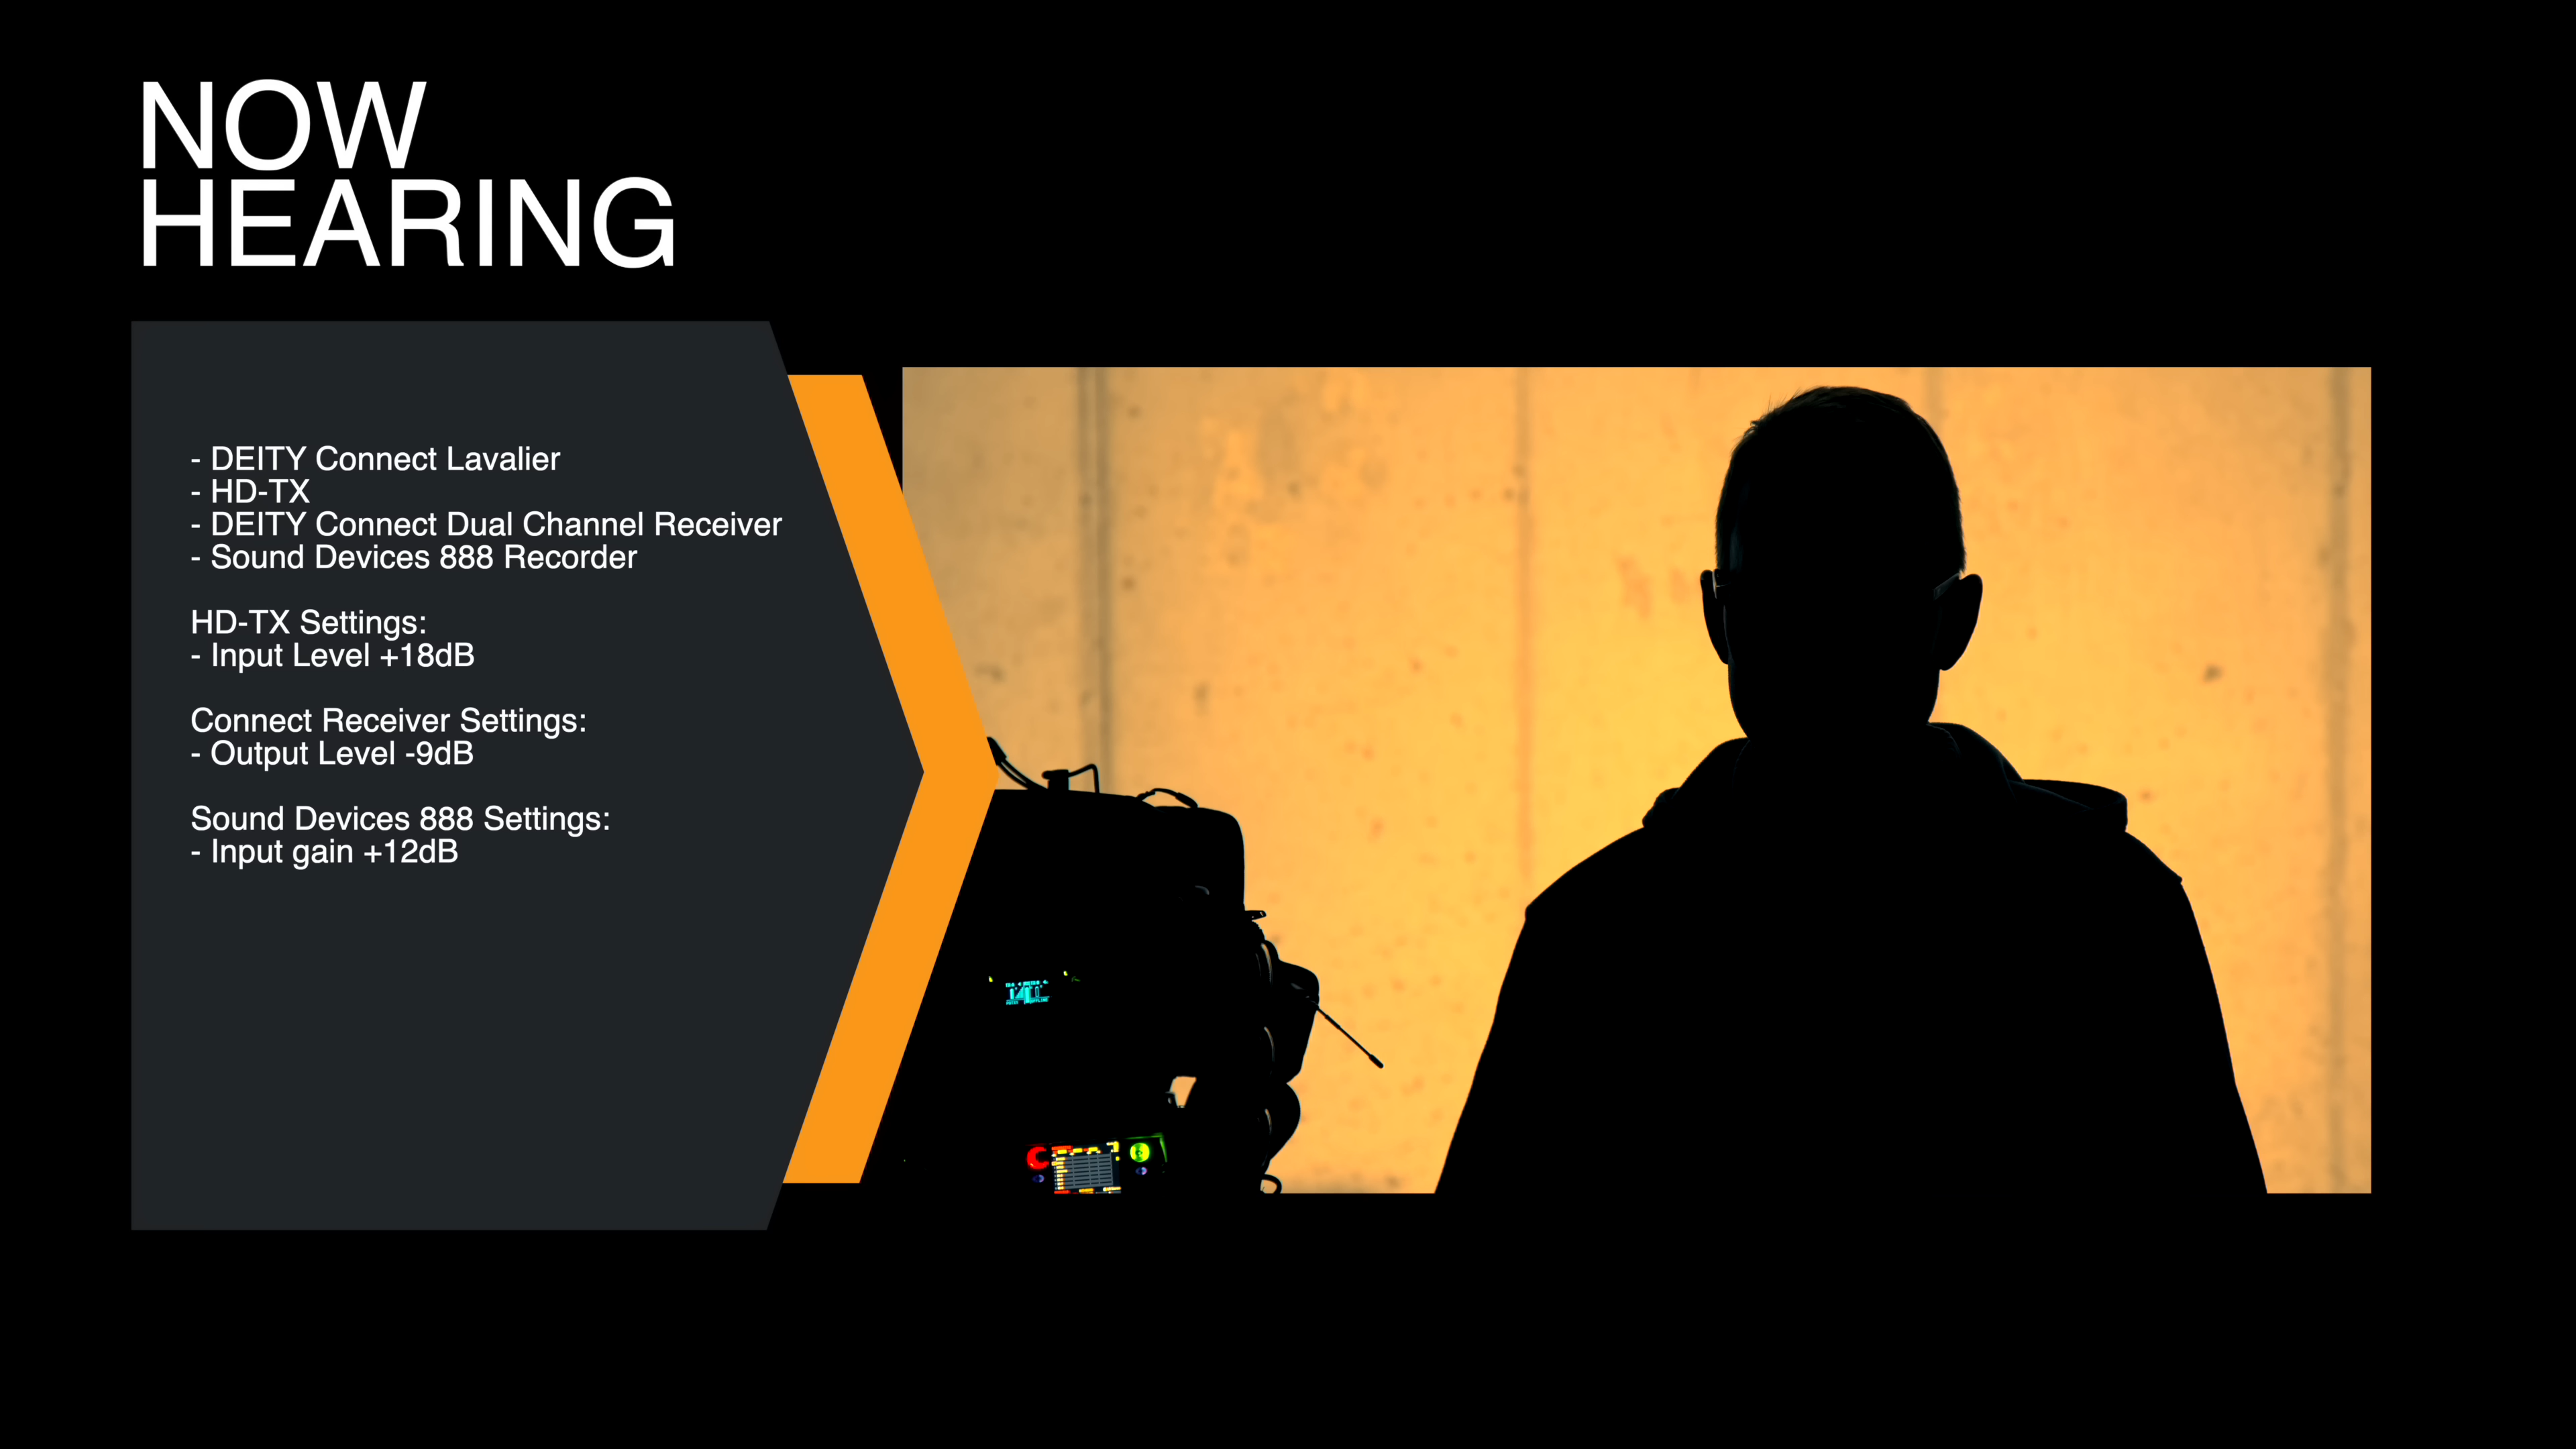 NOW
HEARING
- DEITY Connect Lavalier
- HD-TX
- DEITY Connect Dual Channel Receiver
- Sound Devices 888 Recorder
HD-TX Settings:
- Input Level +18dB
Connect Receiver Settings:
- Output Level -9dB
Sound Devices 888 Settings:
- Input gain +12dB